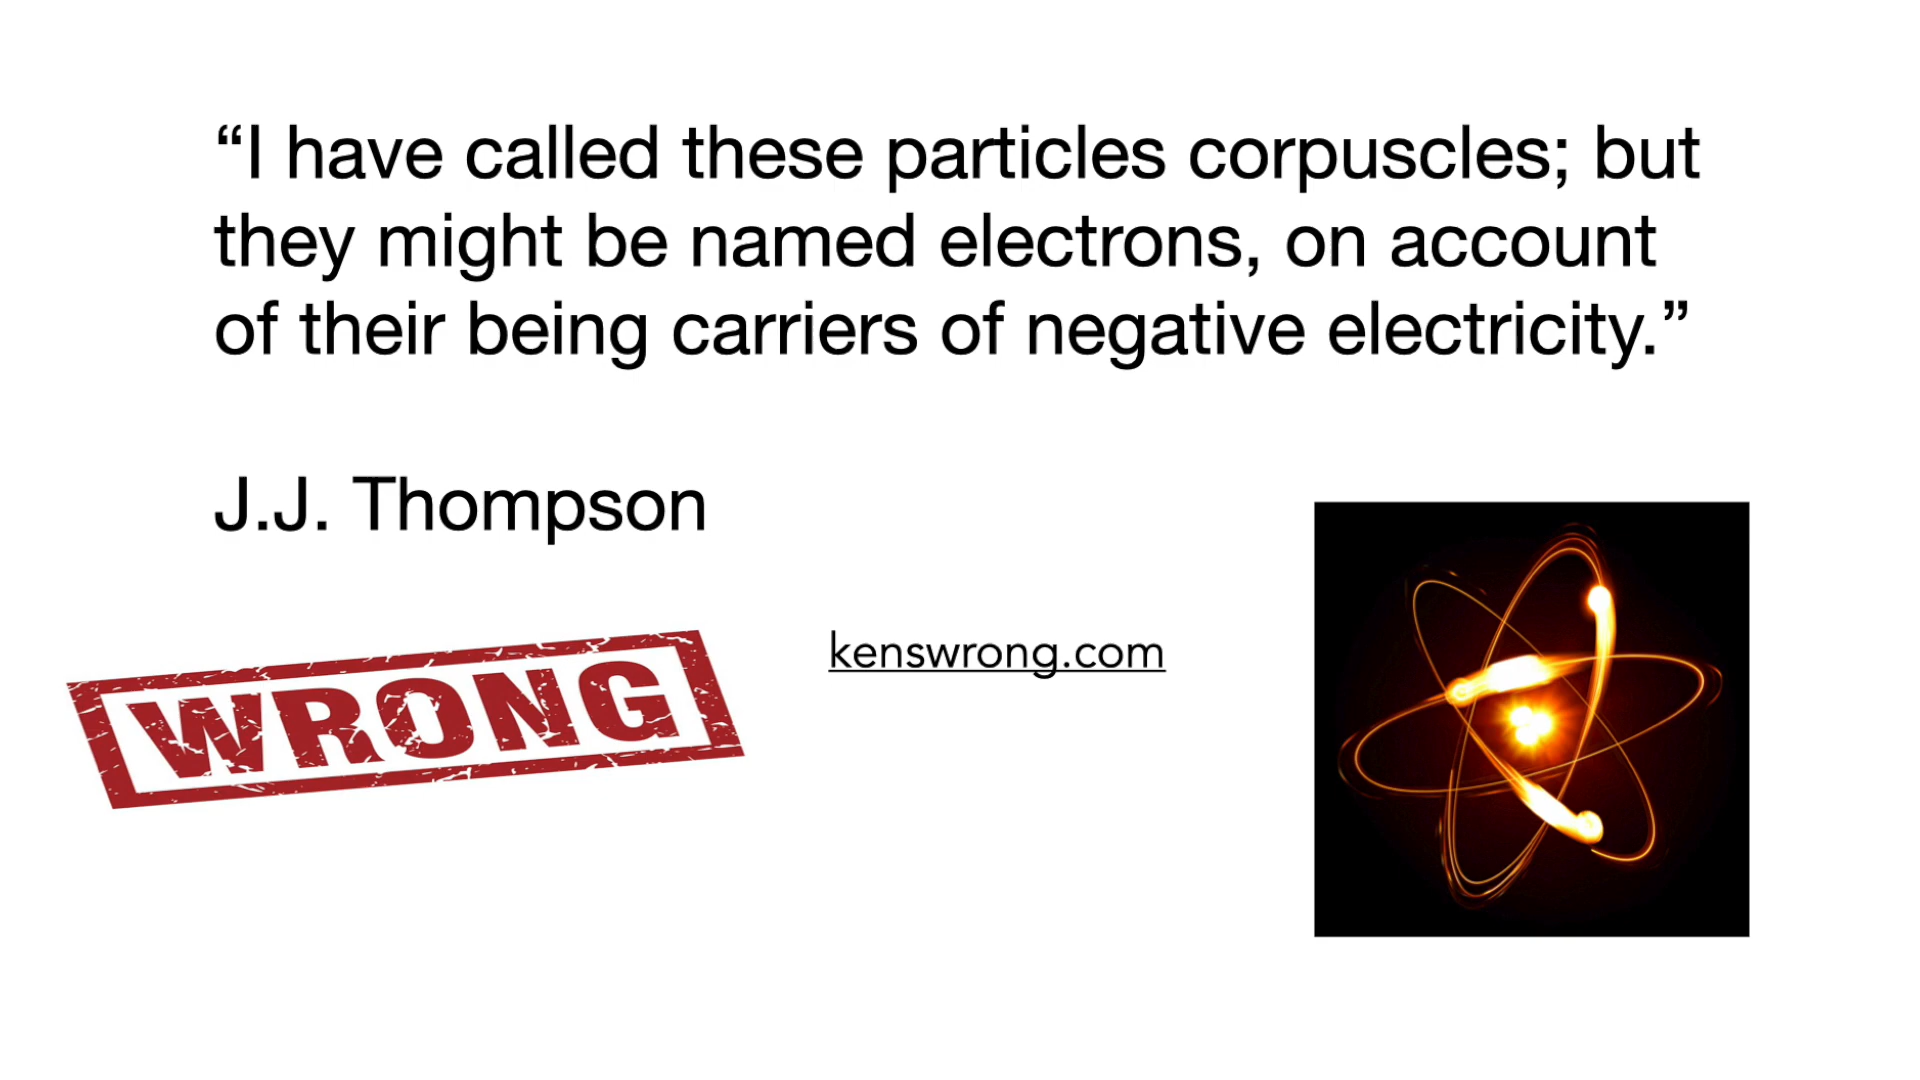 “I have called these particles corpuscles; but
they might be named electrons, on account
of their being carriers of negative electricity.”
J.J. Thompson
WRONG
kenswrong.com